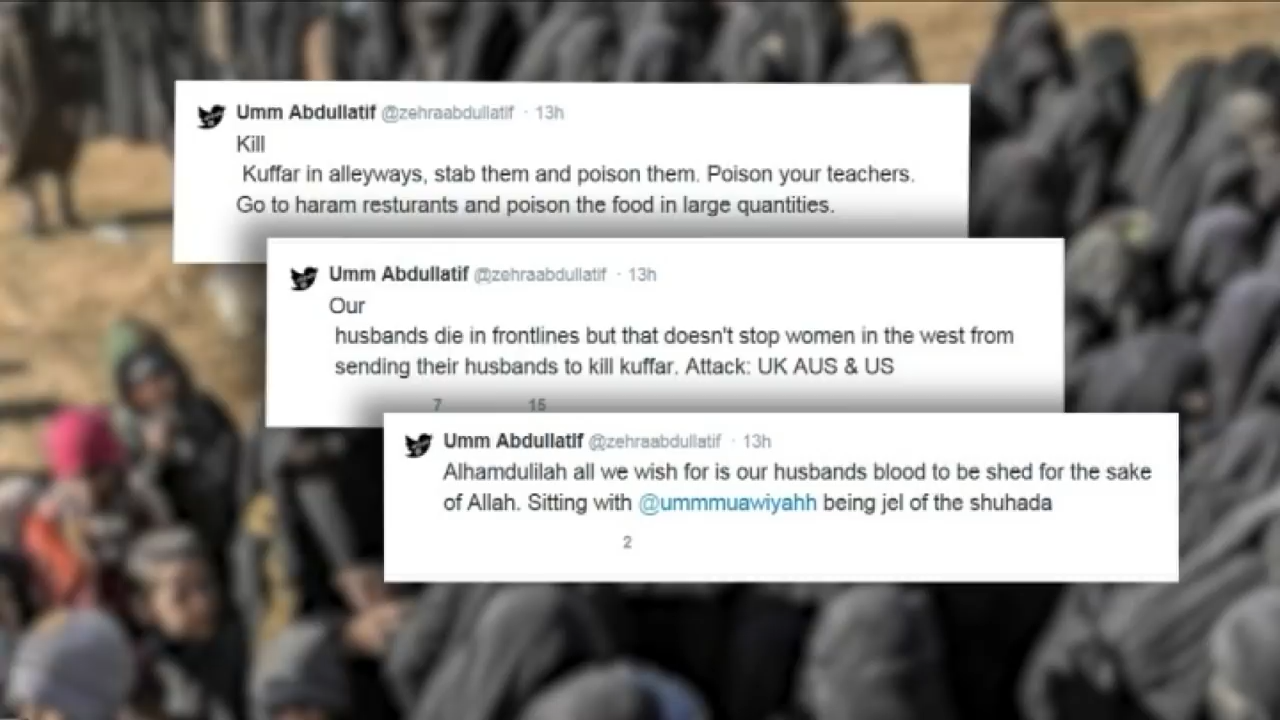 Umm Abdullatif @zehraabdullatif · 13h
Kill
Kuffar in alleyways, stab them and poison them. Poison your teachers.
Go to haram resturants and poison the food in large quantities.
Umm Abdullatif @zehraabdullatif · 13h
Our
husbands die in frontlines but that doesn't stop women in the west from
sending their husbands to kill kuffar. Attack: UK AUS & US
7 15
Umm Abdullatif @zehraabdullatif · 13h
Alhamdulilah all we wish for is our husbands blood to be shed for the sake
of Allah. Sitting with @ummmuawiyahh being jel of the shuhada
2